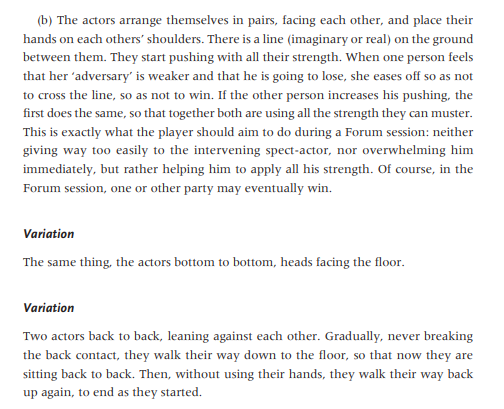 (b) The actors arrange themselves in pairs, facing each other, and place their
hands on each others’ shoulders. There is a line (imaginary or real) on the ground
between them. They start pushing with all their strength. When one person feels
that her ‘adversary’ is weaker and that he is going to lose, she eases off so as not
to cross the line, so as not to win. If the other person increases his pushing, the
first does the same, so that together both are using all the strength they can muster.
This is exactly what the player should aim to do during a Forum session: neither
giving way too easily to the intervening spect-actor, nor overwhelming him
immediately, but rather helping him to apply all his strength. Of course, in the
Forum session, one or other party may eventually win.
Variation
The same thing, the actors bottom to bottom, heads facing the floor.
Variation
Two actors back to back, leaning against each other. Gradually, never breaking
the back contact, they walk their way down to the floor, so that now they are
sitting back to back. Then, without using their hands, they walk their way back
up again, to end as they started.